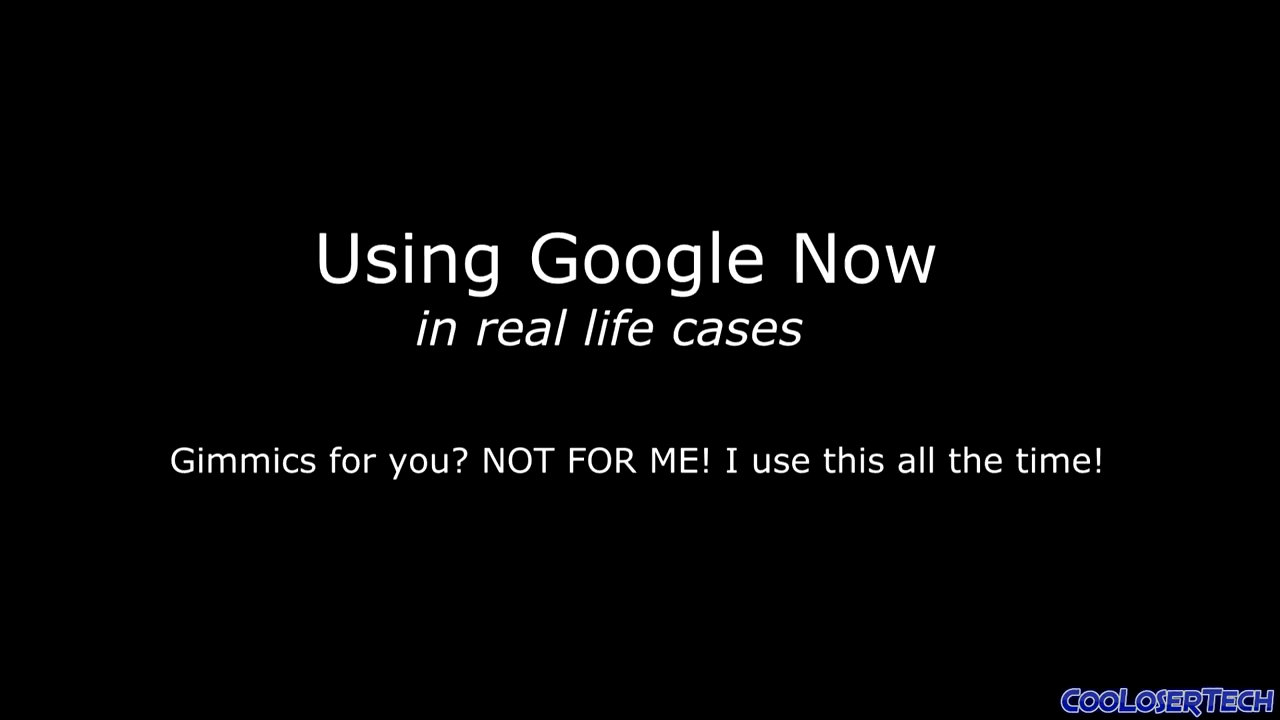 Using Google Now
in real life cases
Gimmics for you? NOT FOR ME! I use this all the time!
COOLOSERTECH